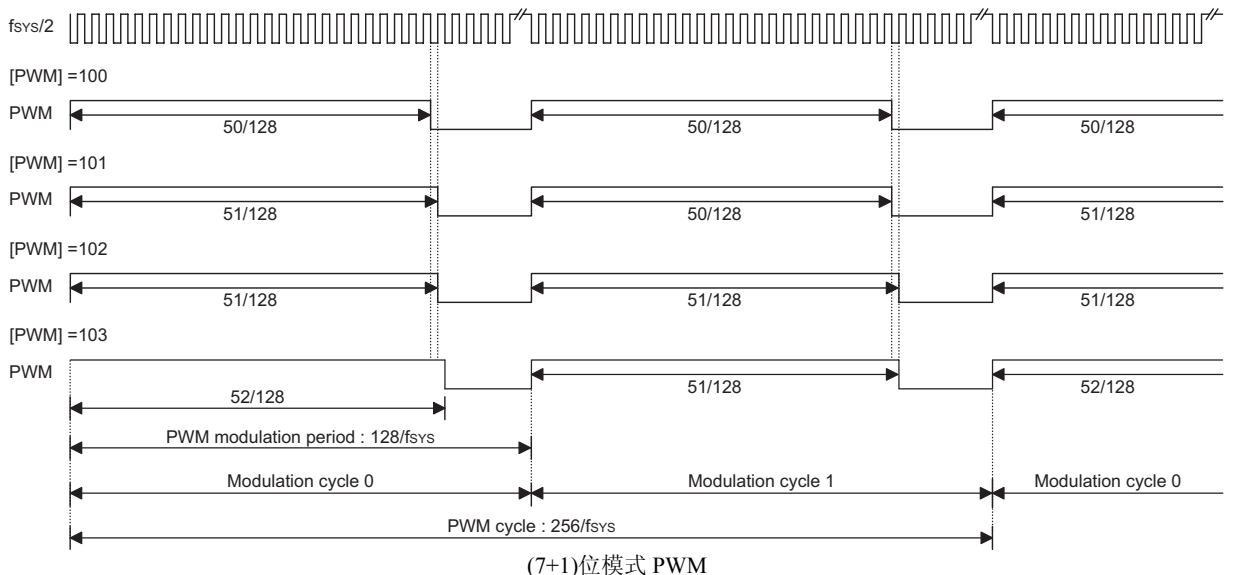 fSYS/2
[PWM] =100
PWM
50/128 50/128 50/128
[PWM] =101
PWM
51/128 50/128 51/128
[PWM] =102
PWM
51/128 51/128 51/128
[PWM] =103
PWM
52/128 51/128 52/128
PWM modulation period : 128/fSYS
Modulation cycle 0 Modulation cycle 1 Modulation cycle 0
PWM cycle : 256/fSYS
(7+1)位模式 PWM